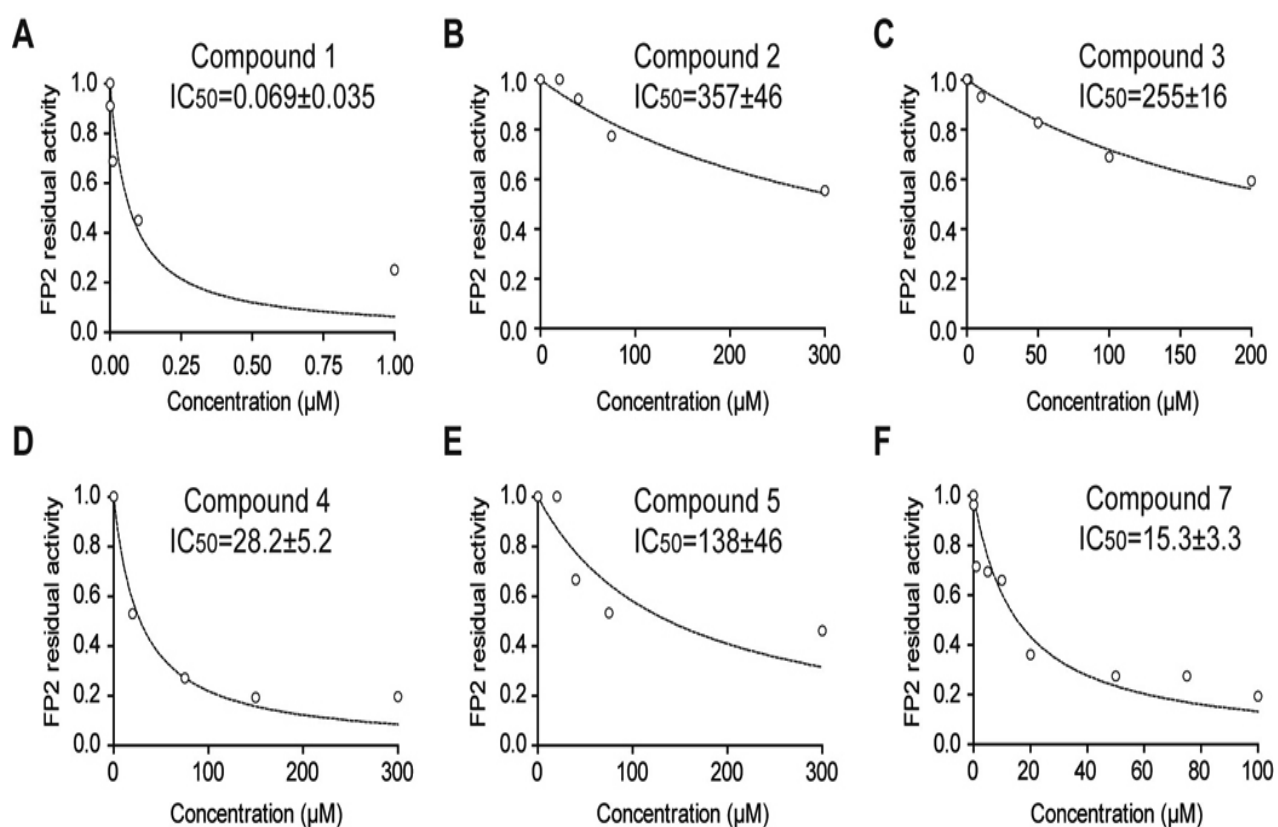 A
Compound 1
IC50=0.069±0.035
FP2 residual activity
1.0
0.8
0.6
0.4
0.2
0.0
0.00 0.25 0.50 0.75 1.00
Concentration (µM)
B
Compound 2
IC50=357±46
FP2 residual activity
1.0
0.8
0.6
0.4
0.2
0.0
0 100 200 300
Concentration (µM)
C
Compound 3
IC50=255±16
FP2 residual activity
1.0
0.8
0.6
0.4
0.2
0.0
0 50 100 150 200
Concentration (µM)
D
Compound 4
IC50=28.2±5.2
FP2 residual activity
1.0
0.8
0.6
0.4
0.2
0.0
0 100 200 300
Concentration (µM)
E
Compound 5
IC50=138±46
FP2 residual activity
1.0
0.8
0.6
0.4
0.2
0.0
0 100 200 300
Concentration (µM)
F
Compound 7
IC50=15.3±3.3
FP2 residual activity
1.0
0.8
0.6
0.4
0.2
0.0
0 20 40 60 80 100
Concentration (µM)